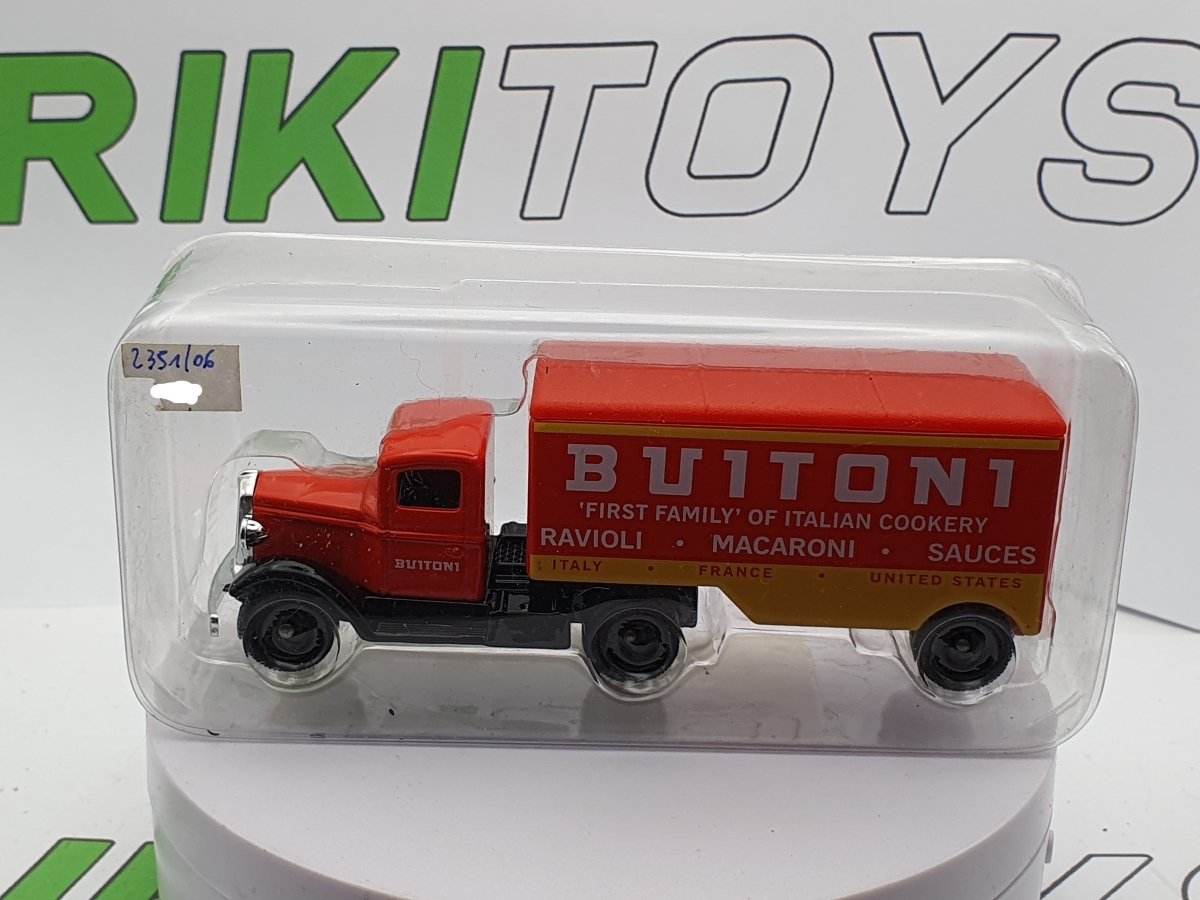 RIKITOYS
2351/06
BUITONI
'FIRST FAMILY' OF ITALIAN COOKERY
RAVIOLI • MACARONI • SAUCES
ITALY • FRANCE • UNITED STATES
BUITONI